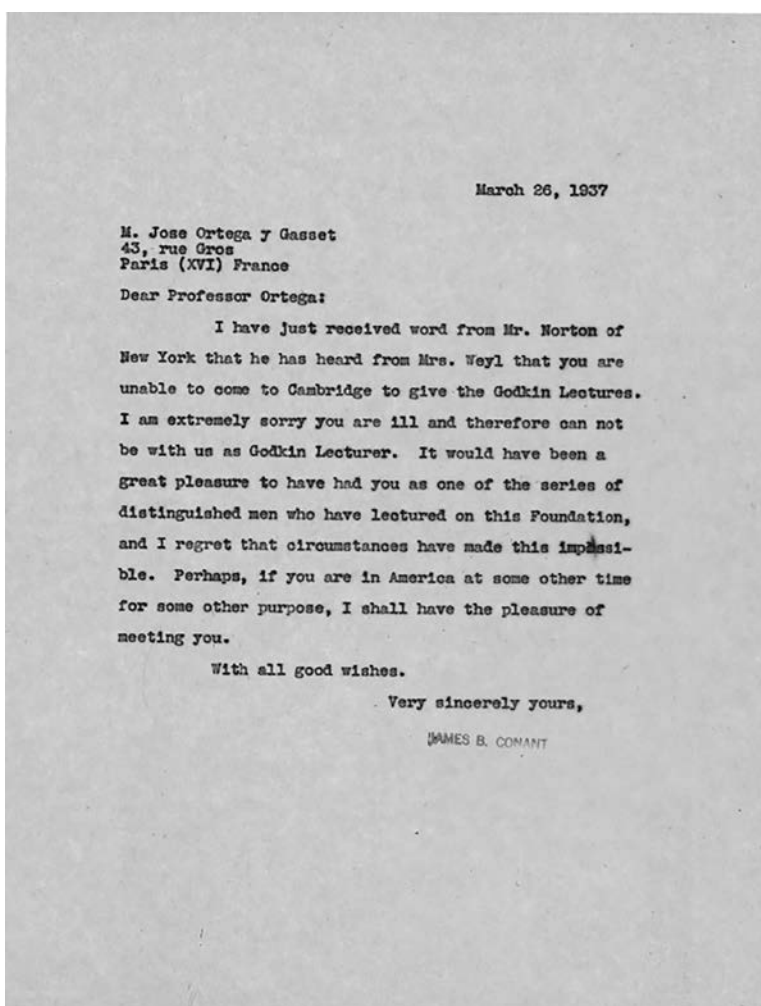 March 26, 1937
M. Jose Ortega y Gasset
43, rue Gros
Paris (XVI) France
Dear Professor Ortega:
I have just received word from Mr. Norton of
New York that he has heard from Mrs. Weyl that you are
unable to come to Cambridge to give the Godkin Lectures.
I am extremely sorry you are ill and therefore can not
be with us as Godkin Lecturer. It would have been a
great pleasure to have had you as one of the series of
distinguished men who have lectured on this Foundation,
and I regret that circumstances have made this impossi-
ble. Perhaps, if you are in America at some other time
for some other purpose, I shall have the pleasure of
meeting you.
With all good wishes.
Very sincerely yours,
JAMES B. CONANT